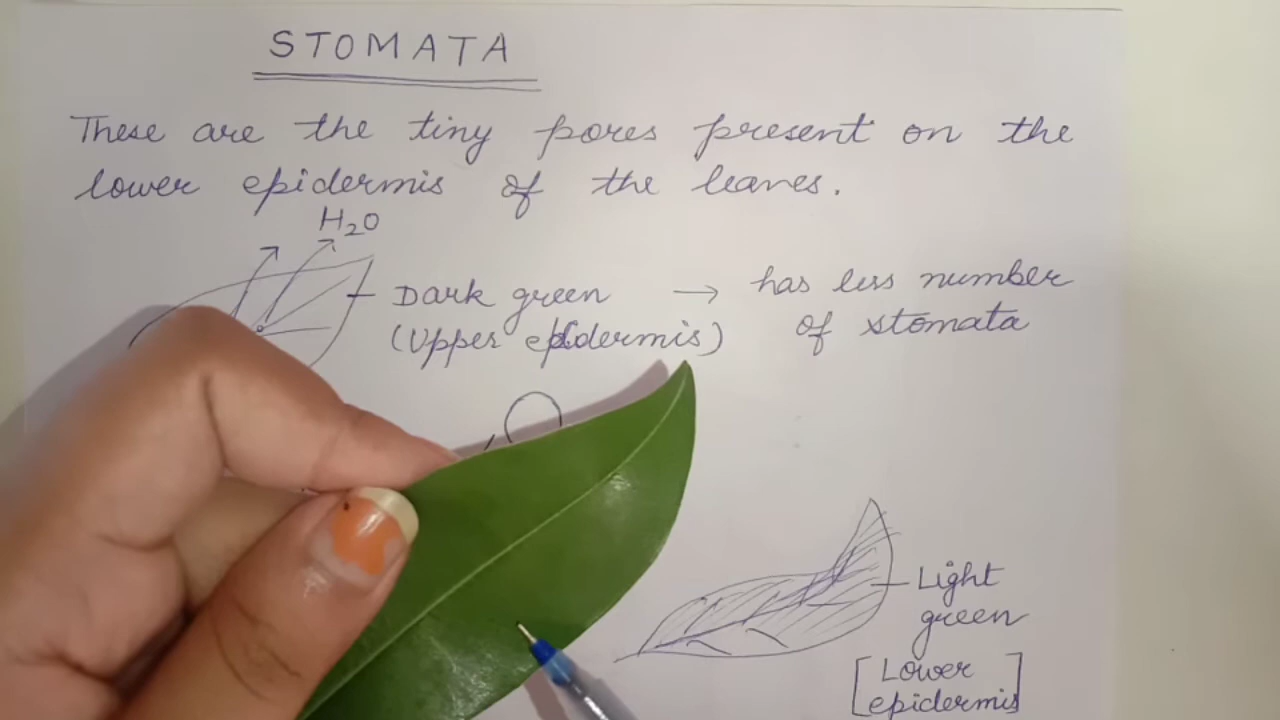 STOMATA
These are the tiny pores present on the
lower epidermis of the leaves.
H₂O
Dark green → has less number
(Upper epidermis) of stomata
Light
green
[Lower
epidermis]